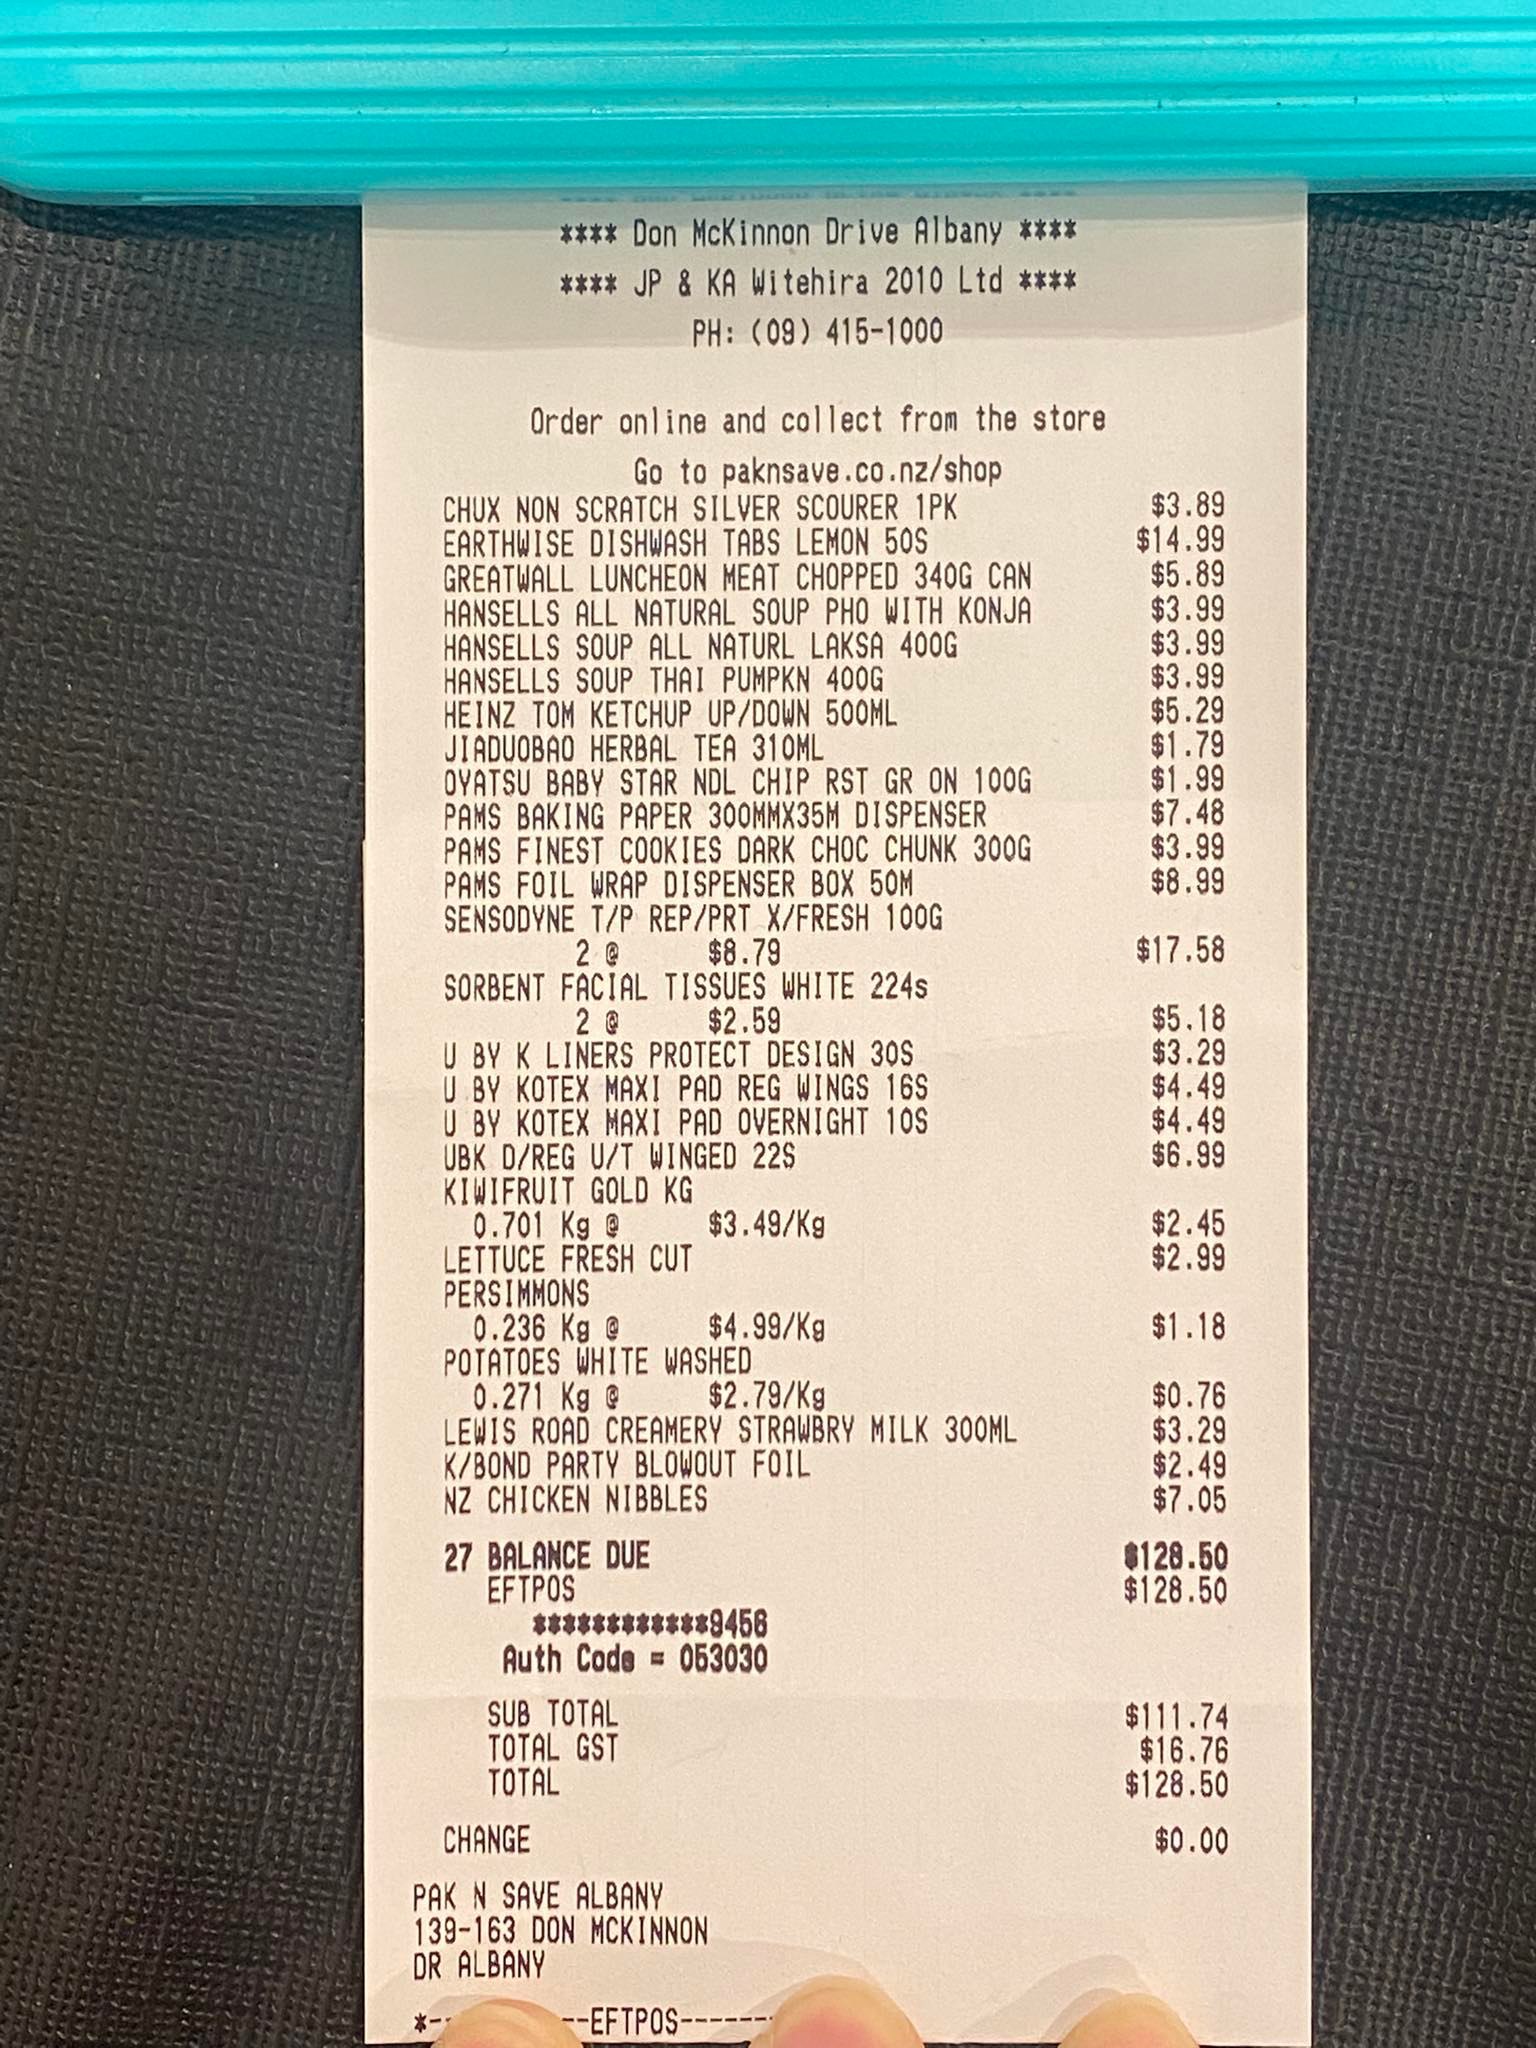 **** Don McKinnon Drive Albany ****
**** JP & KA Witehira 2010 Ltd ****
PH: (09) 415-1000
Order online and collect from the store
Go to paknsave.co.nz/shop
CHUX NON SCRATCH SILVER SCOURER 1PK $3.89
EARTHWISE DISHWASH TABS LEMON 50S $14.99
GREATWALL LUNCHEON MEAT CHOPPED 340G CAN $5.89
HANSELLS ALL NATURAL SOUP PHO WITH KONJA $3.99
HANSELLS SOUP ALL NATURL LAKSA 400G $3.99
HANSELLS SOUP THAI PUMPKN 400G $3.99
HEINZ TOM KETCHUP UP/DOWN 500ML $5.29
JIADUOBAO HERBAL TEA 310ML $1.79
OYATSU BABY STAR NDL CHIP RST GR ON 100G $1.99
PAMS BAKING PAPER 300MMX35M DISPENSER $7.48
PAMS FINEST COOKIES DARK CHOC CHUNK 300G $3.99
PAMS FOIL WRAP DISPENSER BOX 50M $8.99
SENSODYNE T/P REP/PRT X/FRESH 100G
2 @ $8.79 $17.58
SORBENT FACIAL TISSUES WHITE 224s
2 @ $2.59 $5.18
U BY K LINERS PROTECT DESIGN 30S $3.29
U BY KOTEX MAXI PAD REG WINGS 16S $4.49
U BY KOTEX MAXI PAD OVERNIGHT 10S $4.49
UBK D/REG U/T WINGED 22S $6.99
KIWIFRUIT GOLD KG
0.701 Kg @ $3.49/Kg $2.45
LETTUCE FRESH CUT $2.99
PERSIMMONS
0.236 Kg @ $4.99/Kg $1.18
POTATOES WHITE WASHED
0.271 Kg @ $2.79/Kg $0.76
LEWIS ROAD CREAMERY STRAWBRY MILK 300ML $3.29
K/BOND PARTY BLOWOUT FOIL $2.49
NZ CHICKEN NIBBLES $7.05
27 BALANCE DUE $128.50
EFTPOS $128.50
************9456
Auth Code = 053030
SUB TOTAL $111.74
TOTAL GST $16.76
TOTAL $128.50
CHANGE $0.00
PAK N SAVE ALBANY
139-163 DON MCKINNON
DR ALBANY
*-----------EFTPOS-------